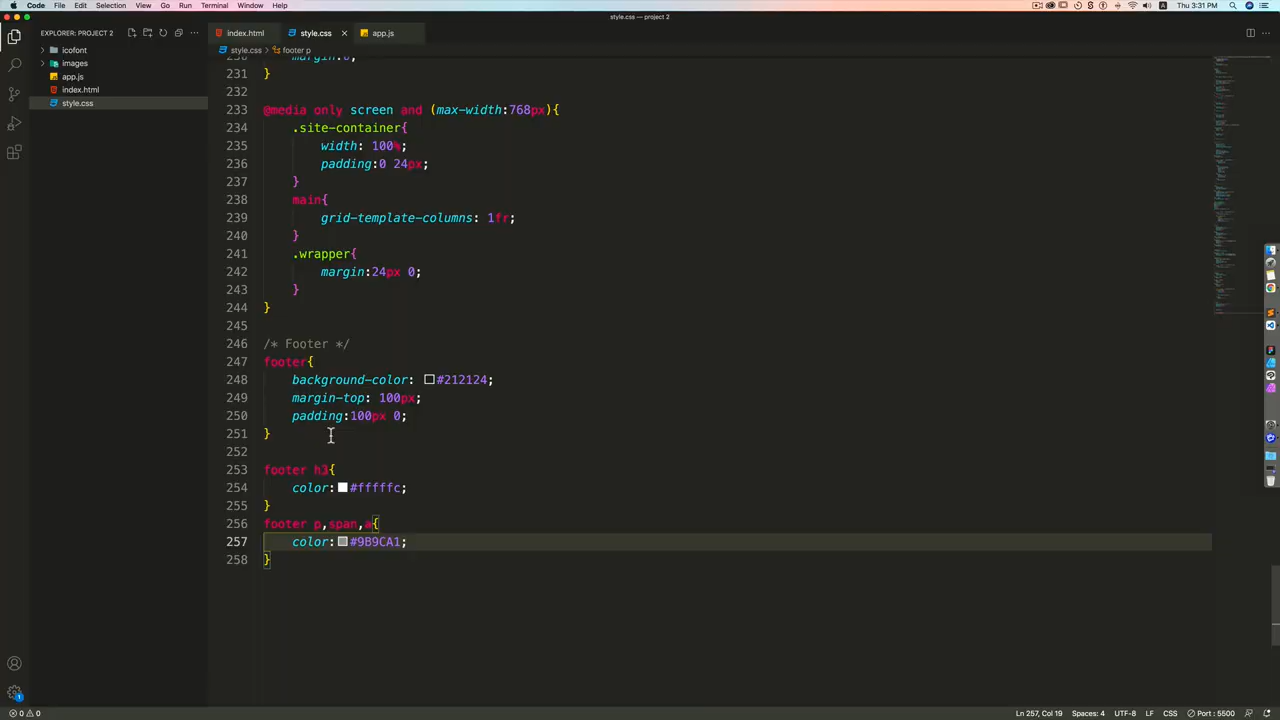 Code File Edit Selection View Go Run Terminal Window Help
Thu 3:31 PM
style.css — project 2
EXPLORER: PROJECT 2
icofont
images
app.js
index.html
style.css
index.html style.css app.js
style.css > footer p
230 margin:0;
231 }
232
233 @media only screen and (max-width:768px){
234 .site-container{
235 width: 100%;
236 padding:0 24px;
237 }
238 main{
239 grid-template-columns: 1fr;
240 }
241 .wrapper{
242 margin:24px 0;
243 }
244 }
245
246 /* Footer */
247 footer{
248 background-color: #212124;
249 margin-top: 100px;
250 padding:100px 0;
251 }
252
253 footer h3{
254 color:#fffffc;
255 }
256 footer p,span,a{
257 color:#9B9CA1;
258 }
0 0
Ln 257, Col 19 Spaces: 4 UTF-8 LF CSS Port : 5500